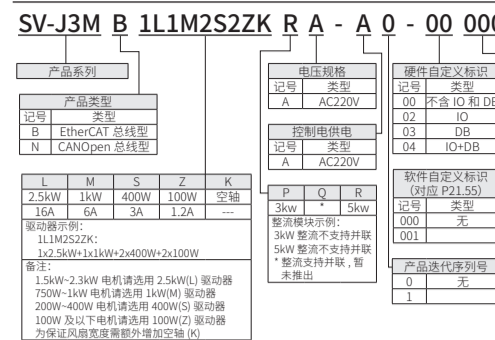 SV-J3M B 1L1M2S2ZK R A - A 0 - 00 000
产品系列
产品类型
记号 类型
B EtherCAT 总线型
N CANOpen 总线型
L M S Z K
2.5kW 1kW 400W 100W 空轴
16A 6A 3A 1.2A ---
驱动器示例：
1L1M2S2ZK：
1x2.5kW+1x1kW+2x400W+2x100W
备注：
1.5kW~2.3kW 电机请选用 2.5kW(L) 驱动器
750W~1kW 电机请选用 1kW(M) 驱动器
200W~400W 电机请选用 400W(S) 驱动器
100W 及以下电机请选用 100W(Z) 驱动器
为保证风扇宽度需额外增加空轴 (K)
电压规格
记号 类型
A AC220V
控制电供电
记号 类型
A AC220V
P Q R
3kw * 5kw
整流模块示例：
3kW 整流不支持并联
5kW 整流不支持并联
* 整流支持并联 , 暂
未推出
硬件自定义标识
记号 类型
00 不含 IO 和 DB
02 IO
03 DB
04 IO+DB
软件自定义标识
(对应 P21.55)
记号 类型
000 无
001
产品迭代序列号
0 无
1